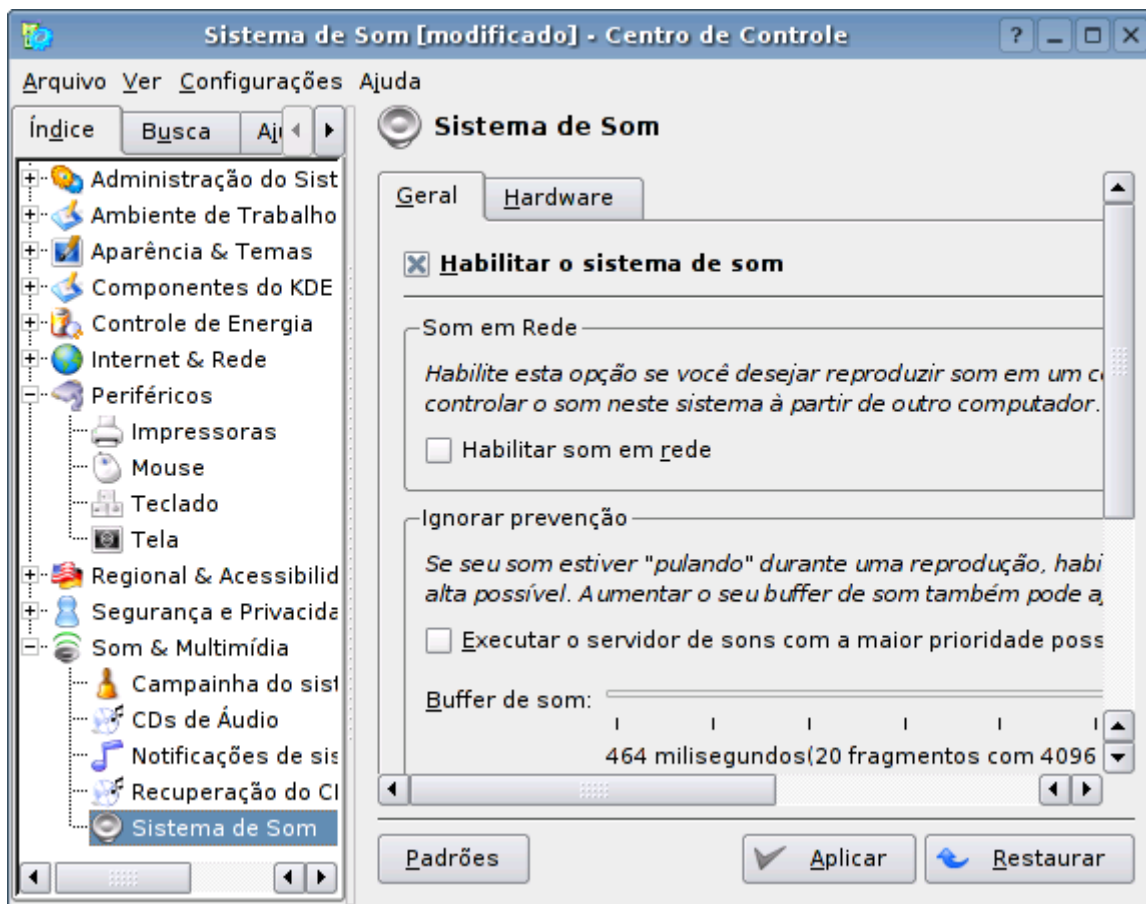 Sistema de Som [modificado] - Centro de Controle
Arquivo Ver Configurações Ajuda
Índice Busca Aju
Administração do Sist
Ambiente de Trabalho
Aparência & Temas
Componentes do KDE
Controle de Energia
Internet & Rede
Periféricos
Impressoras
Mouse
Teclado
Tela
Regional & Acessibilid
Segurança e Privacida
Som & Multimídia
Campainha do sist
CDs de Áudio
Notificações de sis
Recuperação do CD
Sistema de Som
Sistema de Som
Geral Hardware
Habilitar o sistema de som
Som em Rede
Habilite esta opção se você desejar reproduzir som em um co
controlar o som neste sistema à partir de outro computador.
Habilitar som em rede
Ignorar prevenção
Se seu som estiver "pulando" durante uma reprodução, habi
alta possível. Aumentar o seu buffer de som também pode aj
Executar o servidor de sons com a maior prioridade poss
Buffer de som:
464 milisegundos(20 fragmentos com 4096
Padrões Aplicar Restaurar